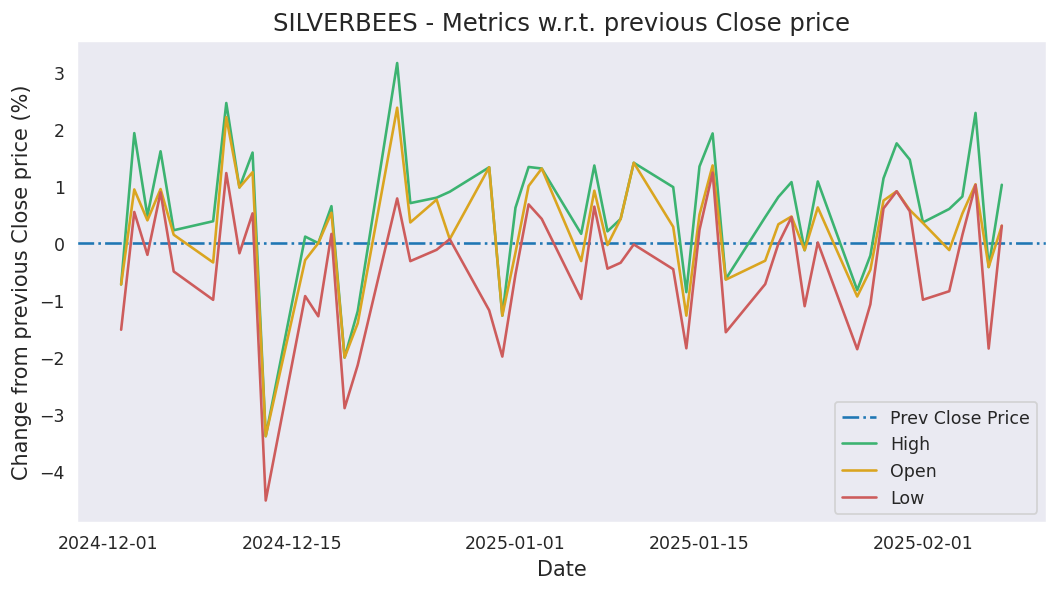 SILVERBEES - Metrics w.r.t. previous Close price
Change from previous Close price (%)
3
2
1
0
−1
−2
−3
−4
Prev Close Price
High
Open
Low
2024-12-01 2024-12-15 2025-01-01 2025-01-15 2025-02-01
Date